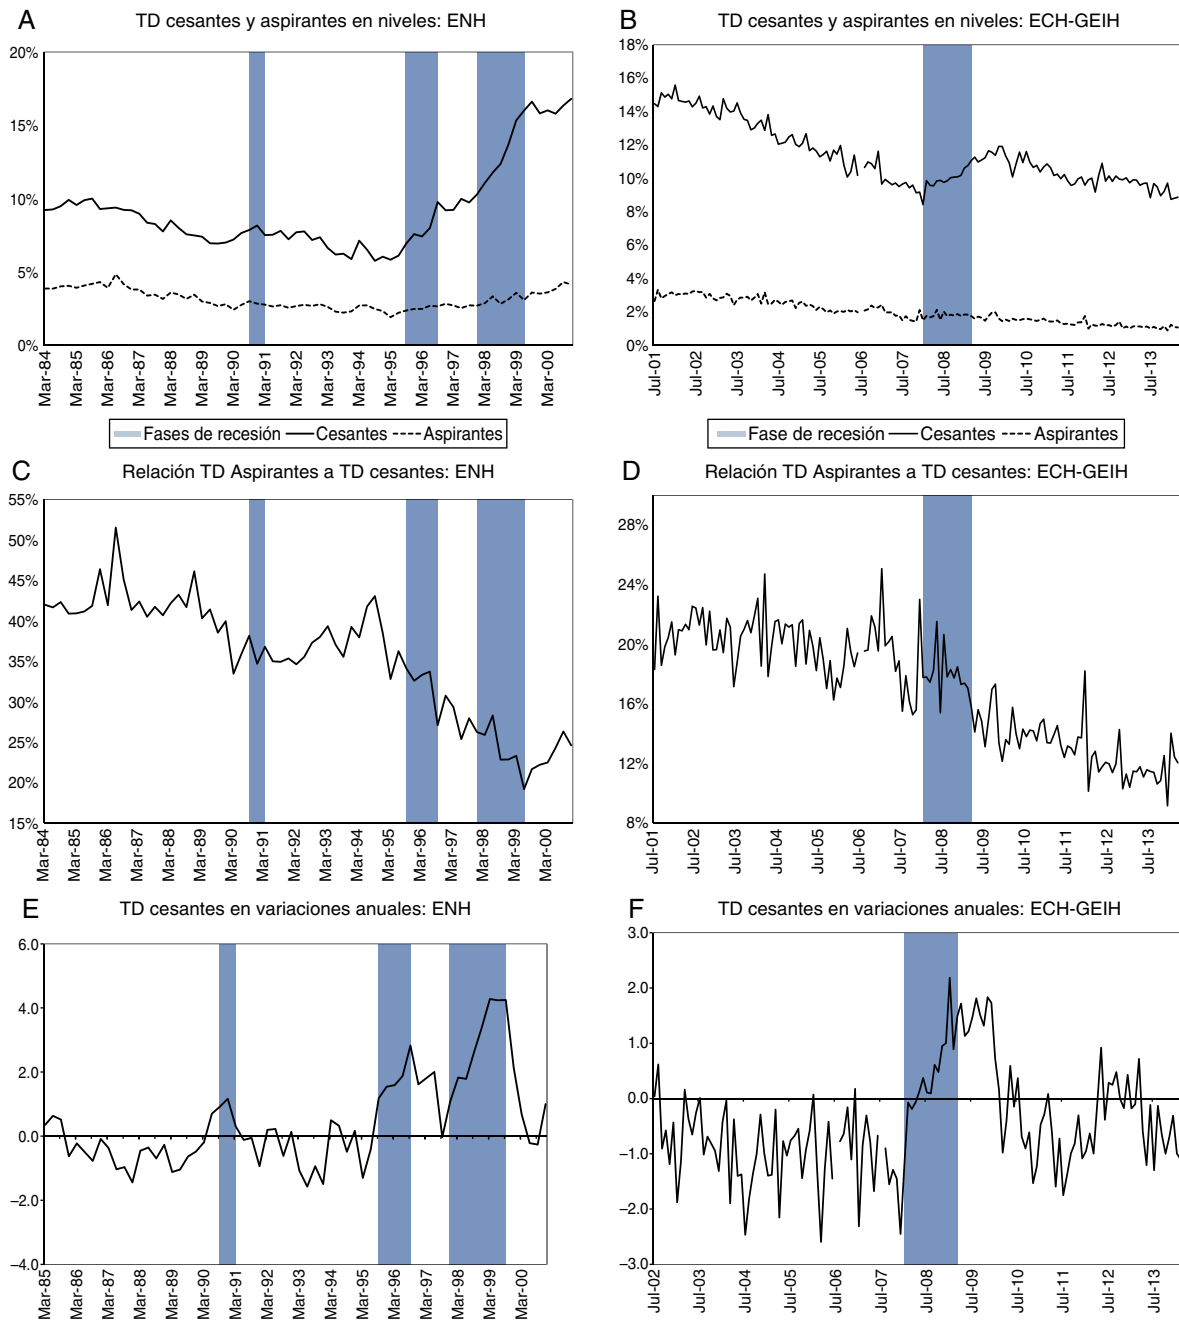 A
TD cesantes y aspirantes en niveles: ENH
20%
15%
10%
5%
0%
Mar-84
Mar-85
Mar-86
Mar-87
Mar-88
Mar-89
Mar-90
Mar-91
Mar-92
Mar-93
Mar-94
Mar-95
Mar-96
Mar-97
Mar-98
Mar-99
Mar-00
Fases de recesión Cesantes Aspirantes
B
TD cesantes y aspirantes en niveles: ECH-GEIH
18%
16%
14%
12%
10%
8%
6%
4%
2%
0%
Jul-01
Jul-02
Jul-03
Jul-04
Jul-05
Jul-06
Jul-07
Jul-08
Jul-09
Jul-10
Jul-11
Jul-12
Jul-13
Fase de recesión Cesantes Aspirantes
C
Relación TD Aspirantes a TD cesantes: ENH
55%
50%
45%
40%
35%
30%
25%
20%
15%
Mar-84
Mar-85
Mar-86
Mar-87
Mar-88
Mar-89
Mar-90
Mar-91
Mar-92
Mar-93
Mar-94
Mar-95
Mar-96
Mar-97
Mar-98
Mar-99
Mar-00
D
Relación TD Aspirantes a TD cesantes: ECH-GEIH
28%
24%
20%
16%
12%
8%
Jul-01
Jul-02
Jul-03
Jul-04
Jul-05
Jul-06
Jul-07
Jul-08
Jul-09
Jul-10
Jul-11
Jul-12
Jul-13
E
TD cesantes en variaciones anuales: ENH
6.0
4.0
2.0
0.0
–2.0
–4.0
Mar-85
Mar-86
Mar-87
Mar-88
Mar-89
Mar-90
Mar-91
Mar-92
Mar-93
Mar-94
Mar-95
Mar-96
Mar-97
Mar-98
Mar-99
Mar-00
F
TD cesantes en variaciones anuales: ECH-GEIH
3.0
2.0
1.0
0.0
–1.0
–2.0
–3.0
Jul-02
Jul-03
Jul-04
Jul-05
Jul-06
Jul-07
Jul-08
Jul-09
Jul-10
Jul-11
Jul-12
Jul-13